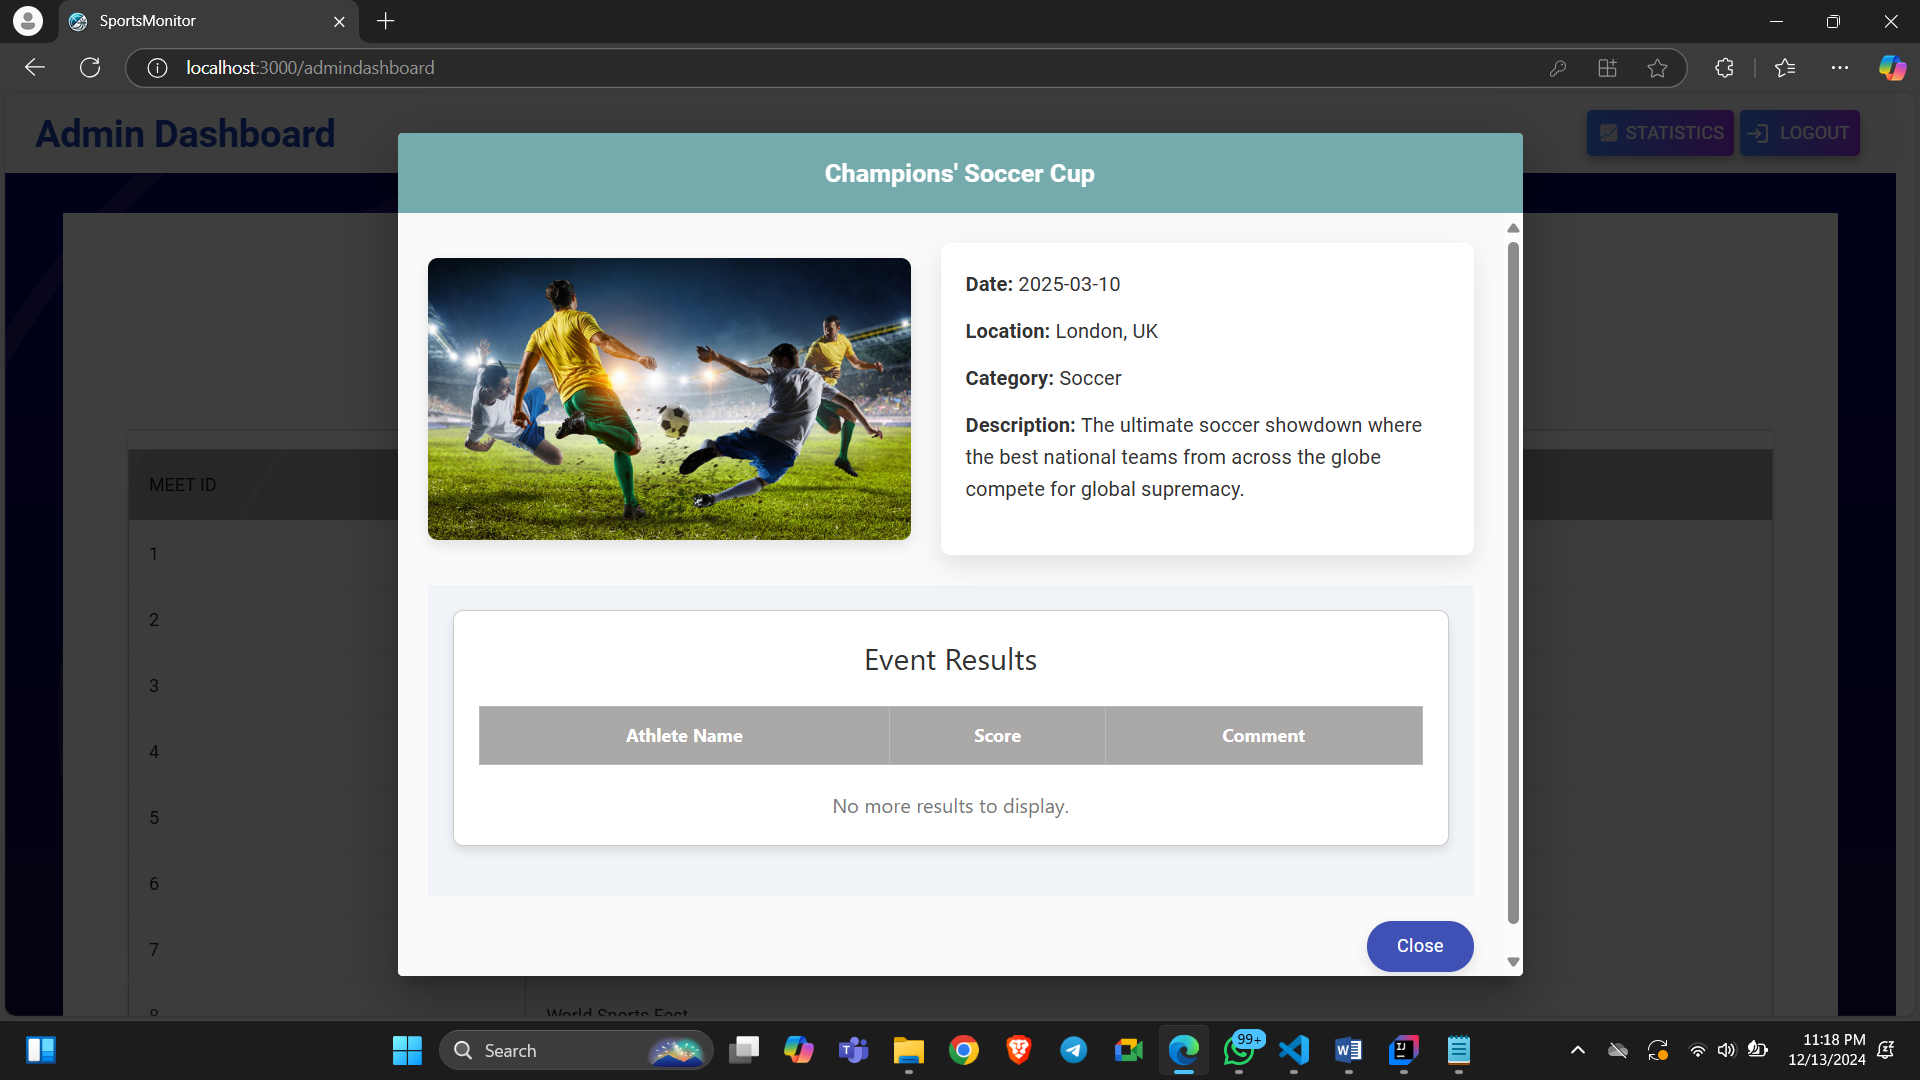 SportsMonitor
localhost:3000/admindashboard
Admin Dashboard
STATISTICS
LOGOUT
Champions' Soccer Cup
Date: 2025-03-10
Location: London, UK
Category: Soccer
Description: The ultimate soccer showdown where
the best national teams from across the globe
compete for global supremacy.
MEET ID
1
2
3
4
5
6
7
8
World Sports Fest
Event Results
Athlete Name Score Comment
No more results to display.
Close
Search
99+
11:18 PM
12/13/2024